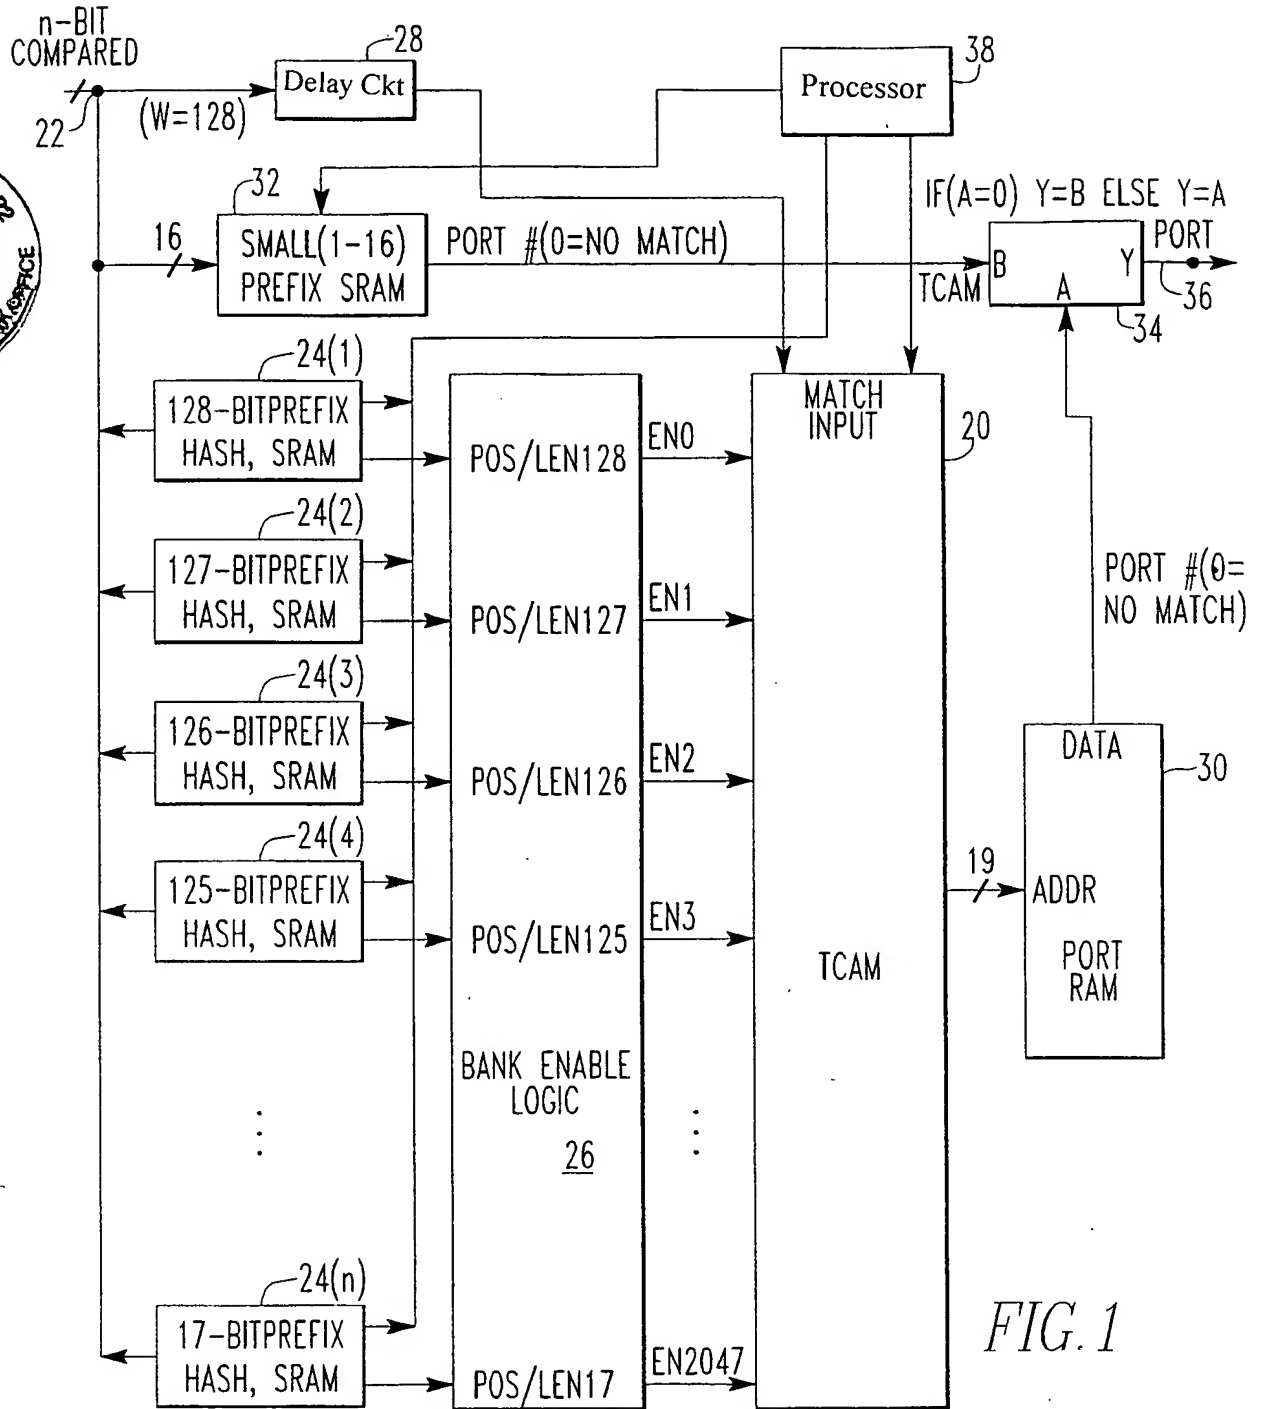 n-BIT
COMPARED
22
(W=128)
28
Delay Ckt
38
Processor
32
16
SMALL(1-16)
PREFIX SRAM
PORT #(0=NO MATCH)
IF(A=0) Y=B ELSE Y=A
PORT
B
Y
A
TCAM
36
34
OFFICE
24(1)
128-BITPREFIX
HASH, SRAM
POS/LEN128
EN0
MATCH
INPUT
20
24(2)
127-BITPREFIX
HASH, SRAM
POS/LEN127
EN1
PORT #(0=
NO MATCH)
24(3)
126-BITPREFIX
HASH, SRAM
POS/LEN126
EN2
DATA
30
24(4)
125-BITPREFIX
HASH, SRAM
POS/LEN125
EN3
19
ADDR
PORT
RAM
TCAM
BANK ENABLE
LOGIC
26
24(n)
17-BITPREFIX
HASH, SRAM
POS/LEN17
EN2047
FIG. 1